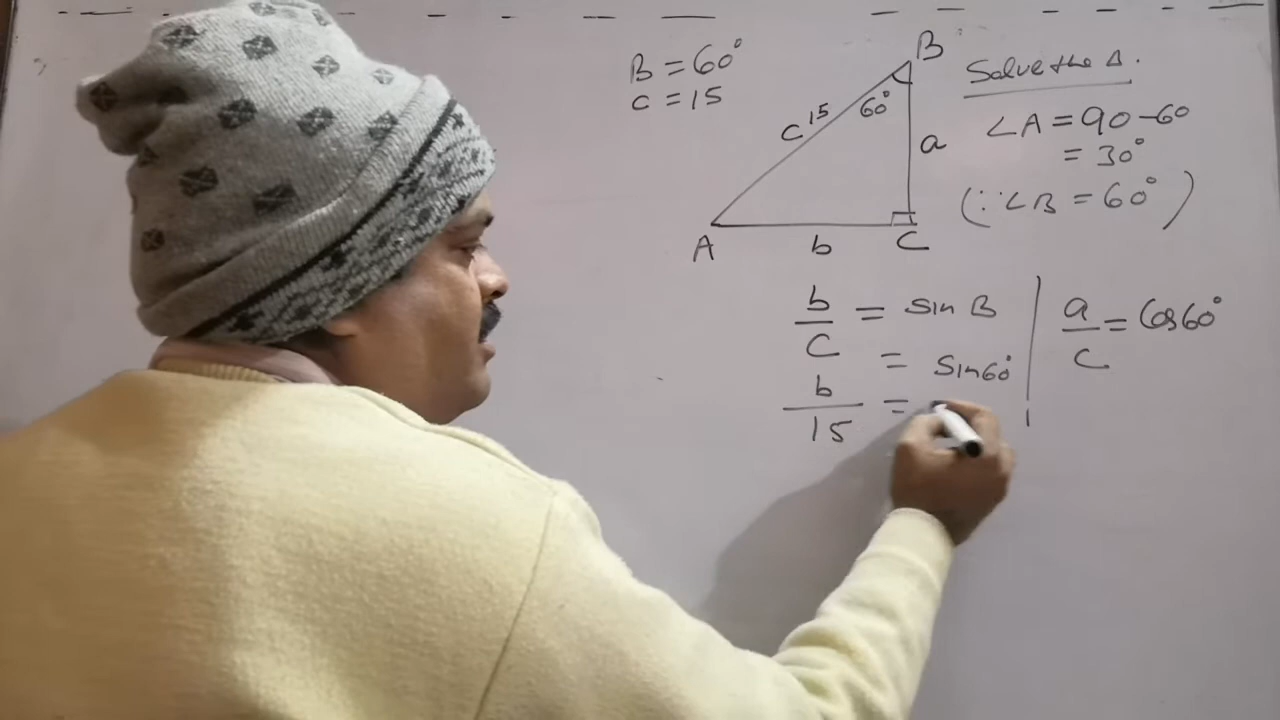 B = 60°
c = 15
B
Solve the Δ.
c 15
60°
a
∠A = 90 - 60
= 30°
(∵ ∠B = 60°)
A
b
C
b/c = sin B
= sin 60°
b/15 =
a/c = Cos 60°